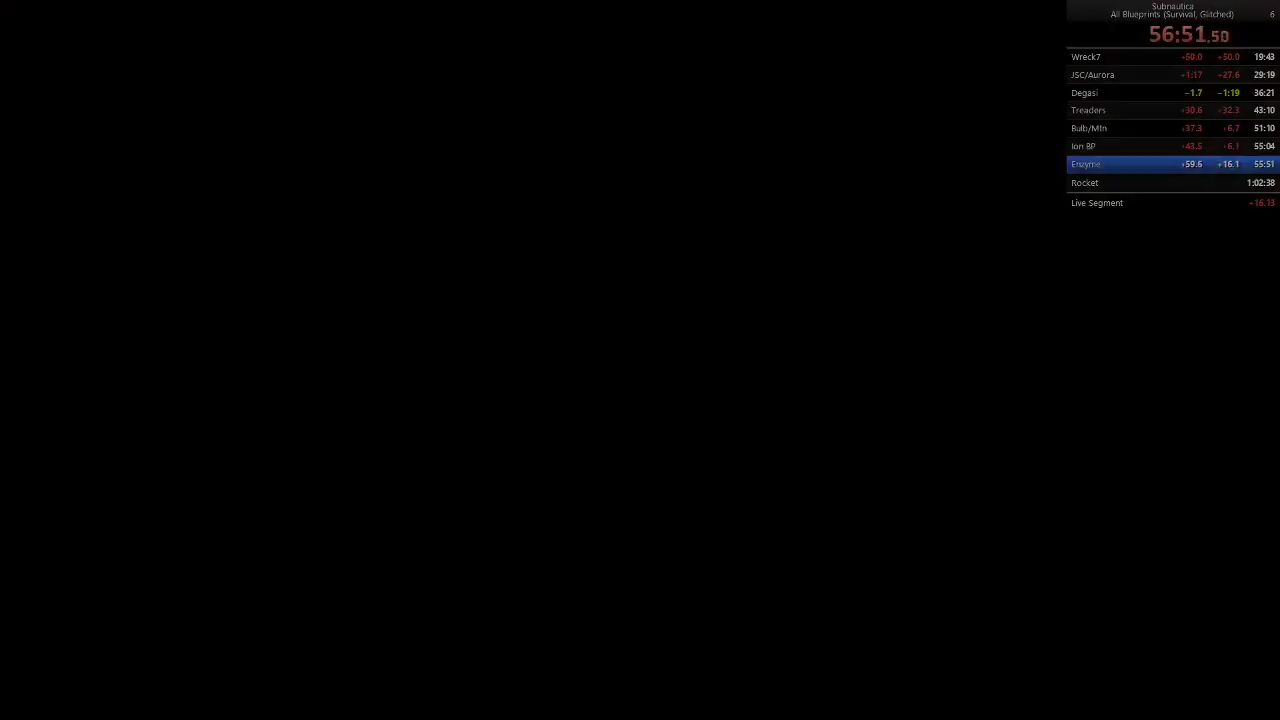 Subnautica
All Blueprints (Survival, Glitched) 6
56:51.50
Wreck7 +50.0 +50.0 19:43
JSC/Aurora +1:17 +27.6 29:19
Degasi −1.7 −1:19 36:21
Treaders +30.6 +32.3 43:10
Bulb/Mtn +37.3 +6.7 51:10
Ion BP +43.5 +6.1 55:04
Enzyme +59.6 +16.1 55:51
Rocket 1:02:38
Live Segment +16.13